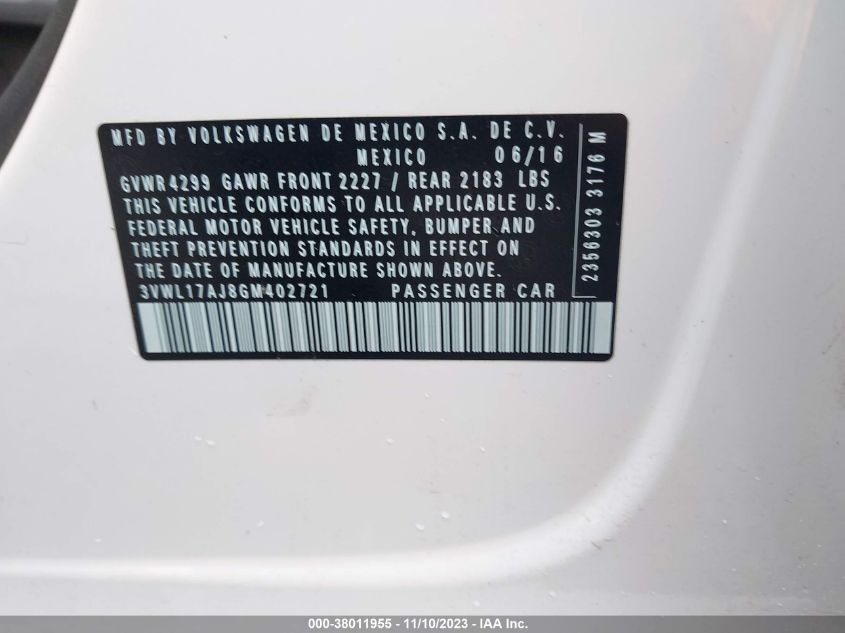 MFD BY VOLKSWAGEN DE MEXICO S.A. DE C.V.
MEXICO 06/16
GVWR 4299 GAWR FRONT 2227 / REAR 2183 LBS
THIS VEHICLE CONFORMS TO ALL APPLICABLE U.S.
FEDERAL MOTOR VEHICLE SAFETY, BUMPER AND
THEFT PREVENTION STANDARDS IN EFFECT ON
THE DATE OF MANUFACTURE SHOWN ABOVE.
3VWL17AJ8GM402721 PASSENGER CAR
2356303 3176 M
000-38011955 - 11/10/2023 - IAA Inc.